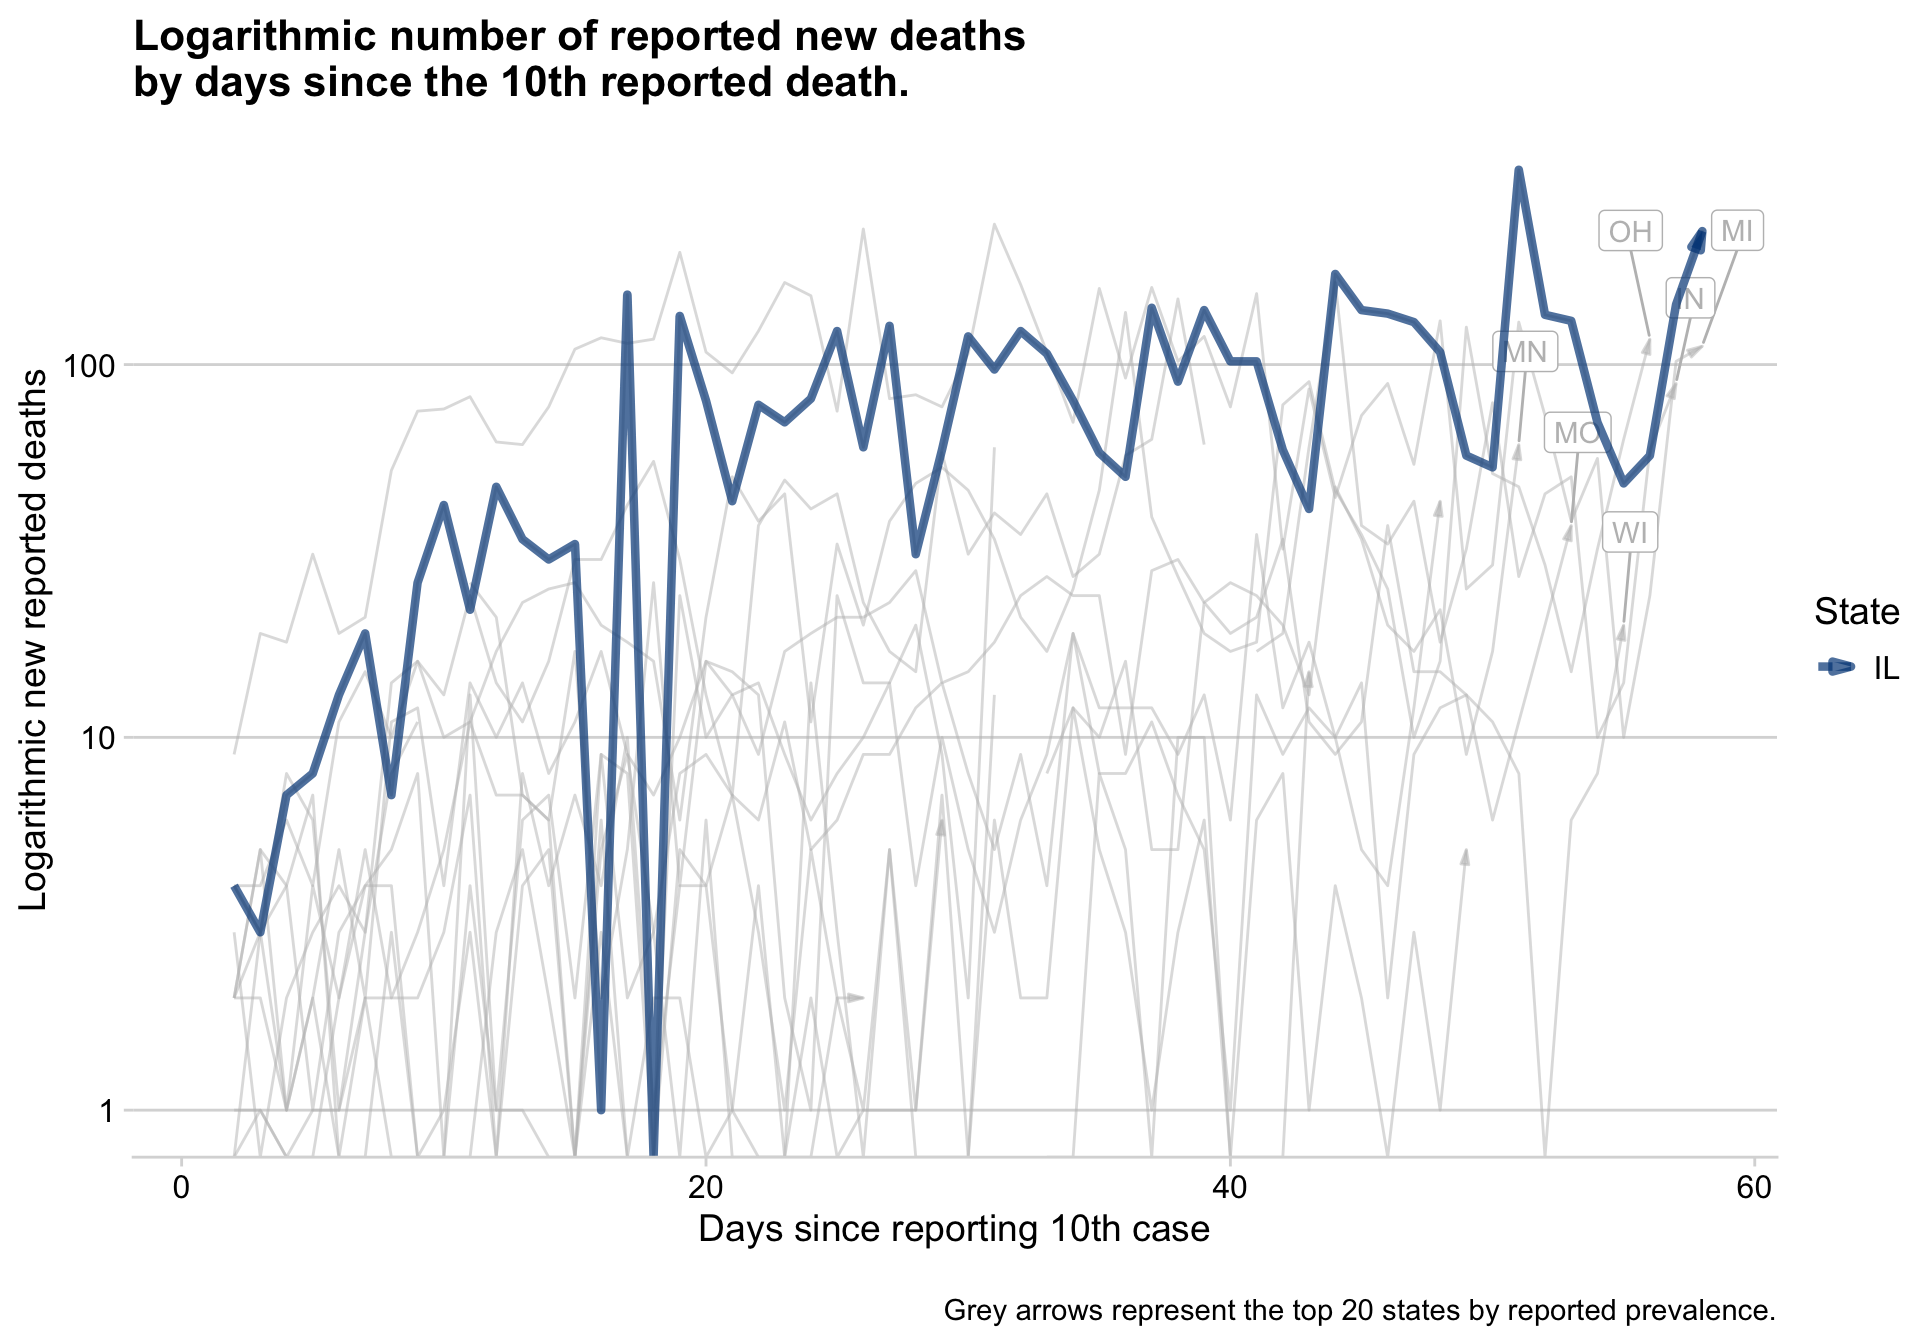 Logarithmic number of reported new deaths
by days since the 10th reported death.
Logarithmic new reported deaths
100
10
1
OH
MI
IN
MN
MO
WI
State
IL
0
20
40
60
Days since reporting 10th case
Grey arrows represent the top 20 states by reported prevalence.